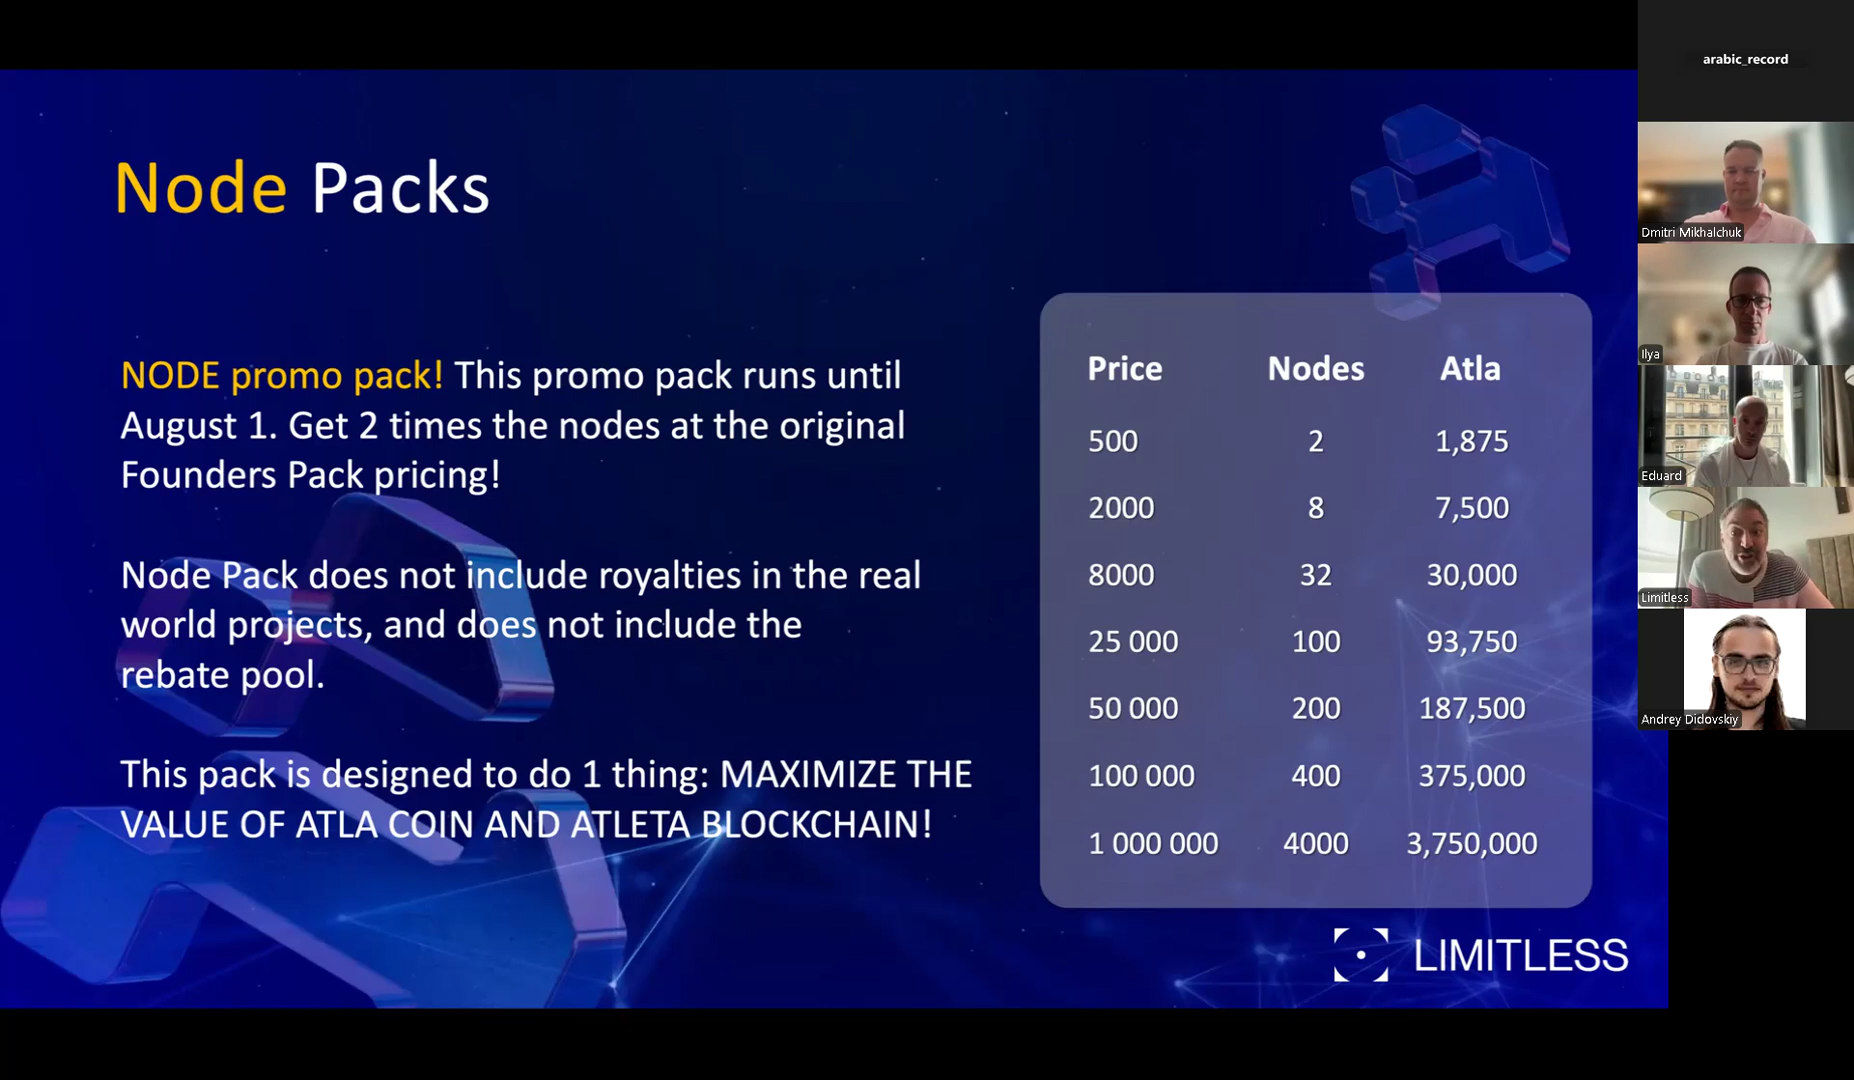 Node Packs
NODE promo pack! This promo pack runs until
August 1. Get 2 times the nodes at the original
Founders Pack pricing!
Node Pack does not include royalties in the real
world projects, and does not include the
rebate pool.
This pack is designed to do 1 thing: MAXIMIZE THE
VALUE OF ATLA COIN AND ATLETA BLOCKCHAIN!
Price Nodes Atla
500 2 1,875
2000 8 7,500
8000 32 30,000
25 000 100 93,750
50 000 200 187,500
100 000 400 375,000
1 000 000 4000 3,750,000
LIMITLESS
arabic_record
Dmitri Mikhalchuk
Ilya
Eduard
Limitless
Andrey Didovskiy